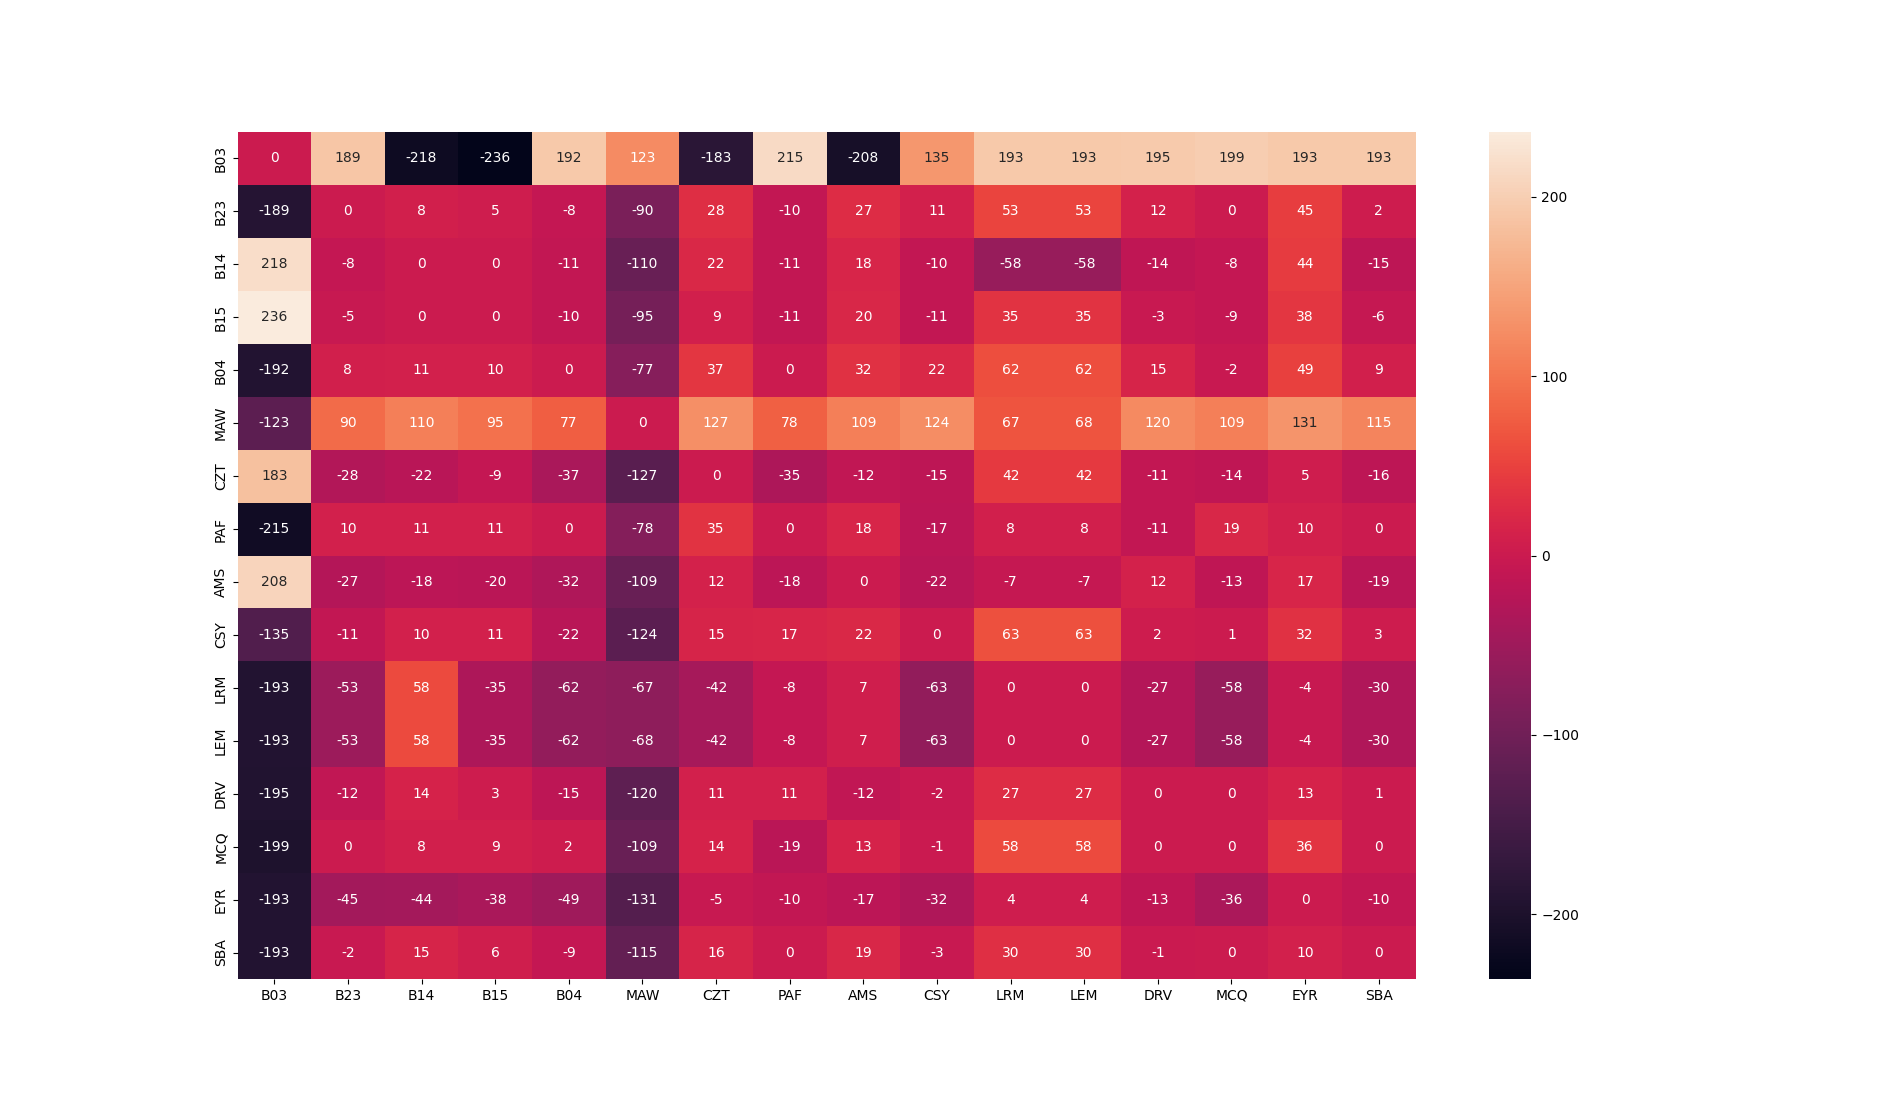 B03 0 189 -218 -236 192 123 -183 215 -208 135 193 193 195 199 193 193
B23 -189 0 8 5 -8 -90 28 -10 27 11 53 53 12 0 45 2
B14 218 -8 0 0 -11 -110 22 -11 18 -10 -58 -58 -14 -8 44 -15
B15 236 -5 0 0 -10 -95 9 -11 20 -11 35 35 -3 -9 38 -6
B04 -192 8 11 10 0 -77 37 0 32 22 62 62 15 -2 49 9
MAW -123 90 110 95 77 0 127 78 109 124 67 68 120 109 131 115
CZT 183 -28 -22 -9 -37 -127 0 -35 -12 -15 42 42 -11 -14 5 -16
PAF -215 10 11 11 0 -78 35 0 18 -17 8 8 -11 19 10 0
AMS 208 -27 -18 -20 -32 -109 12 -18 0 -22 -7 -7 12 -13 17 -19
CSY -135 -11 10 11 -22 -124 15 17 22 0 63 63 2 1 32 3
LRM -193 -53 58 -35 -62 -67 -42 -8 7 -63 0 0 -27 -58 -4 -30
LEM -193 -53 58 -35 -62 -68 -42 -8 7 -63 0 0 -27 -58 -4 -30
DRV -195 -12 14 3 -15 -120 11 11 -12 -2 27 27 0 0 13 1
MCQ -199 0 8 9 2 -109 14 -19 13 -1 58 58 0 0 36 0
EYR -193 -45 -44 -38 -49 -131 -5 -10 -17 -32 4 4 -13 -36 0 -10
SBA -193 -2 15 6 -9 -115 16 0 19 -3 30 30 -1 0 10 0
B03 B23 B14 B15 B04 MAW CZT PAF AMS CSY LRM LEM DRV MCQ EYR SBA
200
100
0
−100
−200